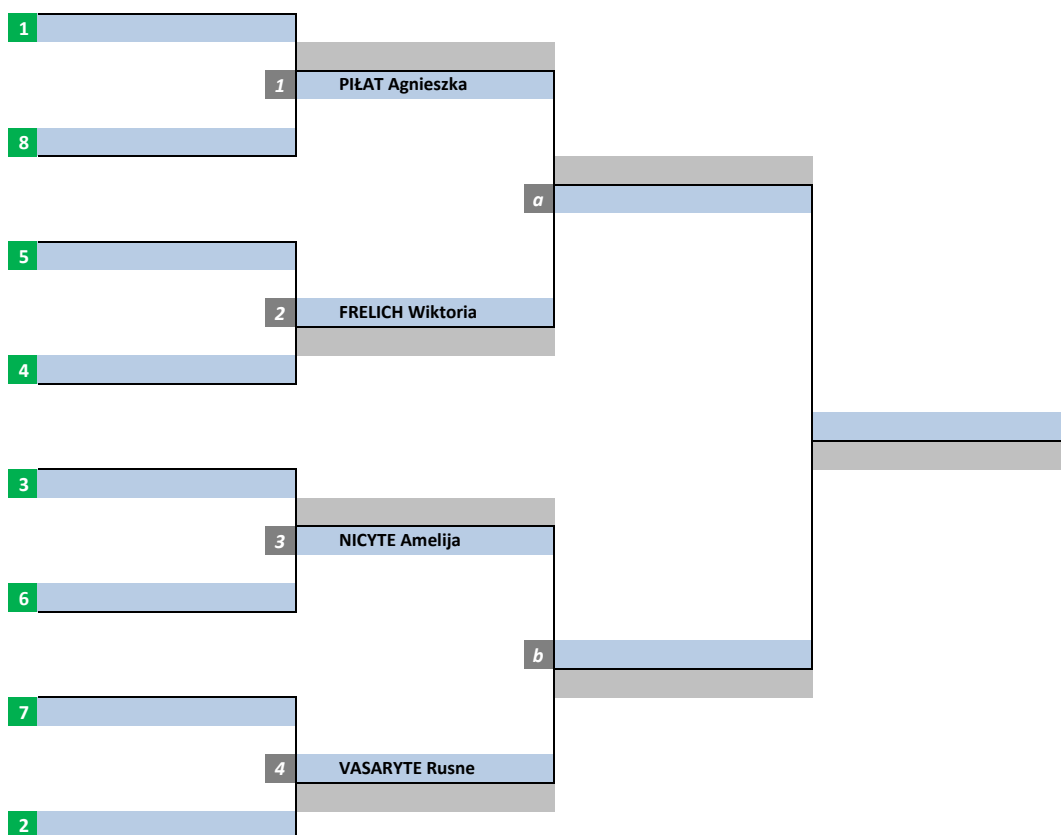 1
1 PIŁAT Agnieszka
8
a
5
2 FRELICH Wiktoria
4
3
3 NICYTE Amelija
6
b
7
4 VASARYTE Rusne
2